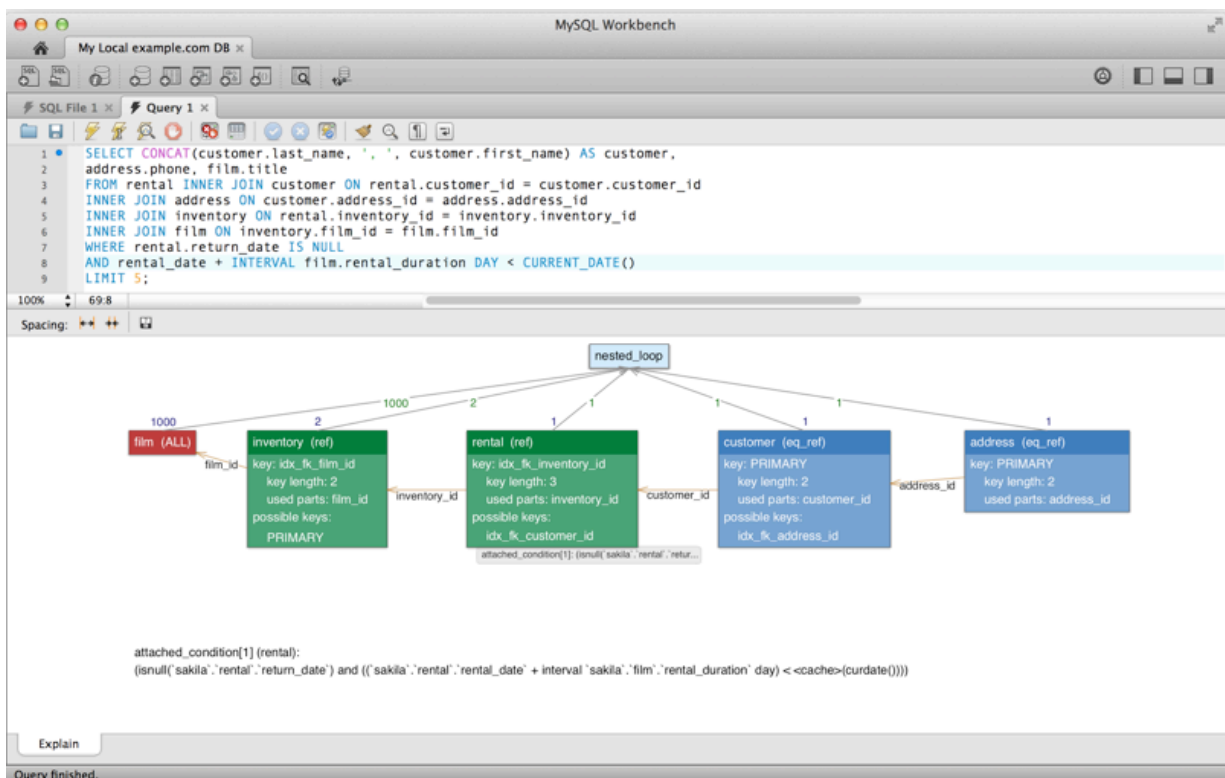 MySQL Workbench
My Local example.com DB ×
SQL File 1 ×
Query 1 ×
1 SELECT CONCAT(customer.last_name, ', ', customer.first_name) AS customer,
2 address.phone, film.title
3 FROM rental INNER JOIN customer ON rental.customer_id = customer.customer_id
4 INNER JOIN address ON customer.address_id = address.address_id
5 INNER JOIN inventory ON rental.inventory_id = inventory.inventory_id
6 INNER JOIN film ON inventory.film_id = film.film_id
7 WHERE rental.return_date IS NULL
8 AND rental_date + INTERVAL film.rental_duration DAY < CURRENT_DATE()
9 LIMIT 5;
100% 69:8
Spacing:
nested_loop
1000 2 1 1 1
1000 2 1 1 1
film (ALL)
film_id
inventory (ref)
key: idx_fk_film_id
key length: 2
used parts: film_id
possible keys:
PRIMARY
inventory_id
rental (ref)
key: idx_fk_inventory_id
key length: 3
used parts: inventory_id
possible keys:
idx_fk_customer_id
attached_condition[1]: (isnull(`sakila`.`rental`.`retur...
customer_id
customer (eq_ref)
key: PRIMARY
key length: 2
used parts: customer_id
possible keys:
idx_fk_address_id
address_id
address (eq_ref)
key: PRIMARY
key length: 2
used parts: address_id
attached_condition[1] (rental):
(isnull(`sakila`.`rental`.`return_date`) and ((`sakila`.`rental`.`rental_date` + interval `sakila`.`film`.`rental_duration` day) < <cache>(curdate())))
Explain
Query finished.